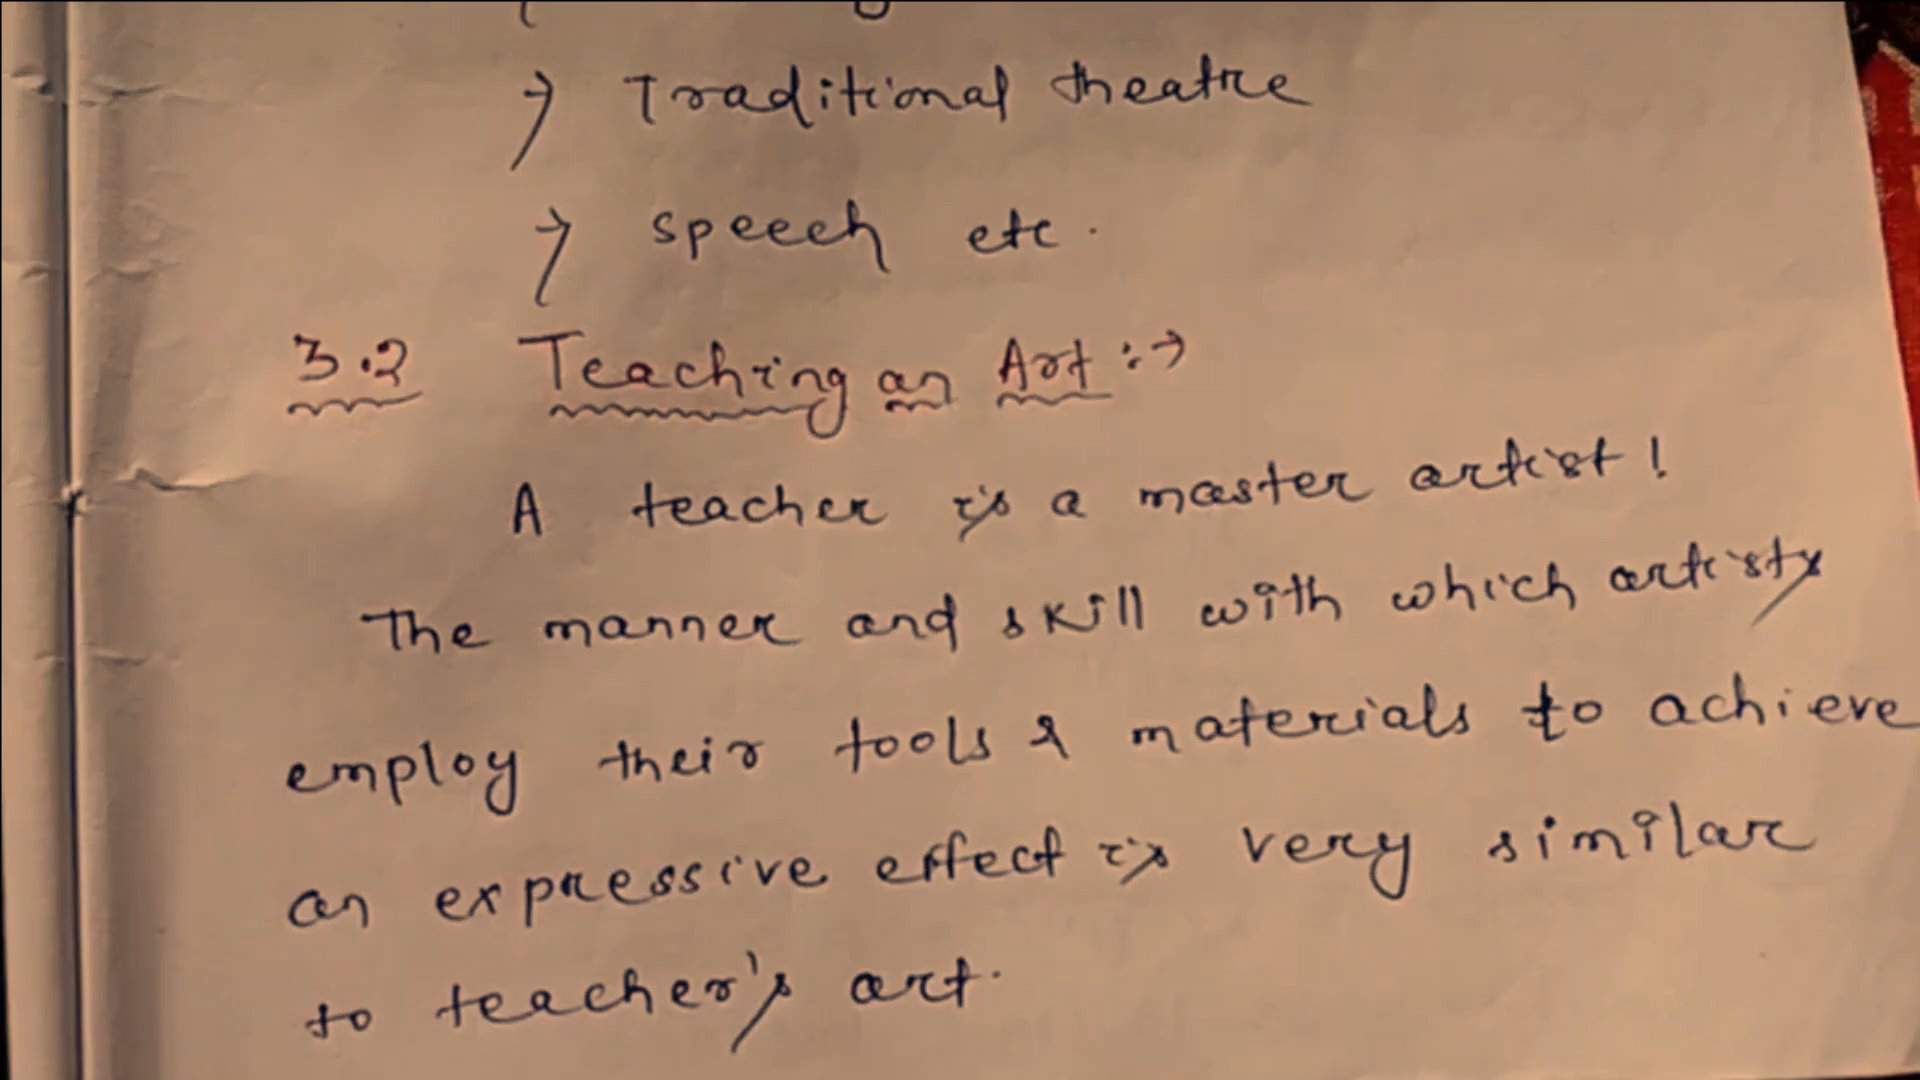 → Traditional theatre
→ speech etc.
3.2 Teaching an Art :→
A teacher is a master artist!
The manner and skill with which artisty
employ their tools & materials to achieve
an expressive effect is very similar
to teacher's art.